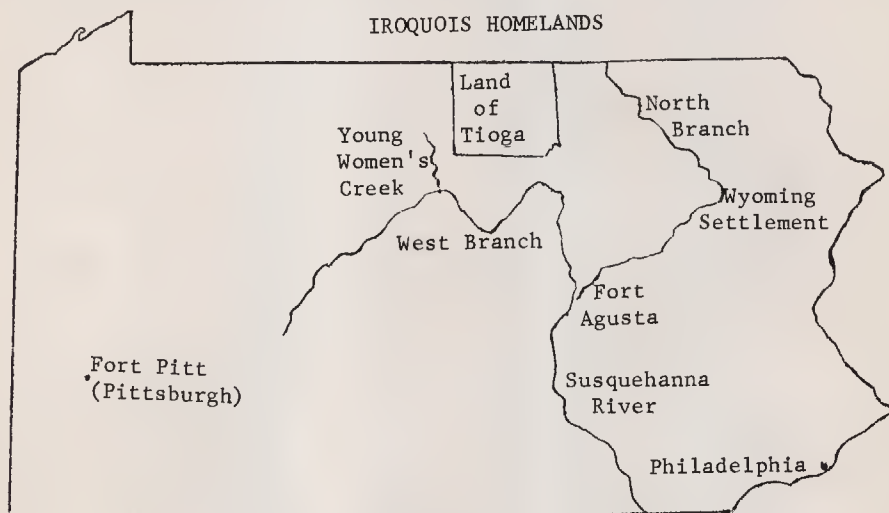 IROQUOIS HOMELANDS
Land
of
Tioga
North
Branch
Young
Women's
Creek
Wyoming
Settlement
West Branch
Fort
Agusta
Fort Pitt
(Pittsburgh)
Susquehanna
River
Philadelphia